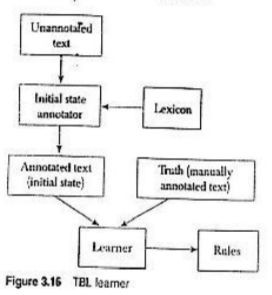 Unannotated
text
Initial state
annotator
Lexicon
Annotated text
(initial state)
Truth (manually
annotated text)
Learner
Rules
Figure 3.16 TBL learner